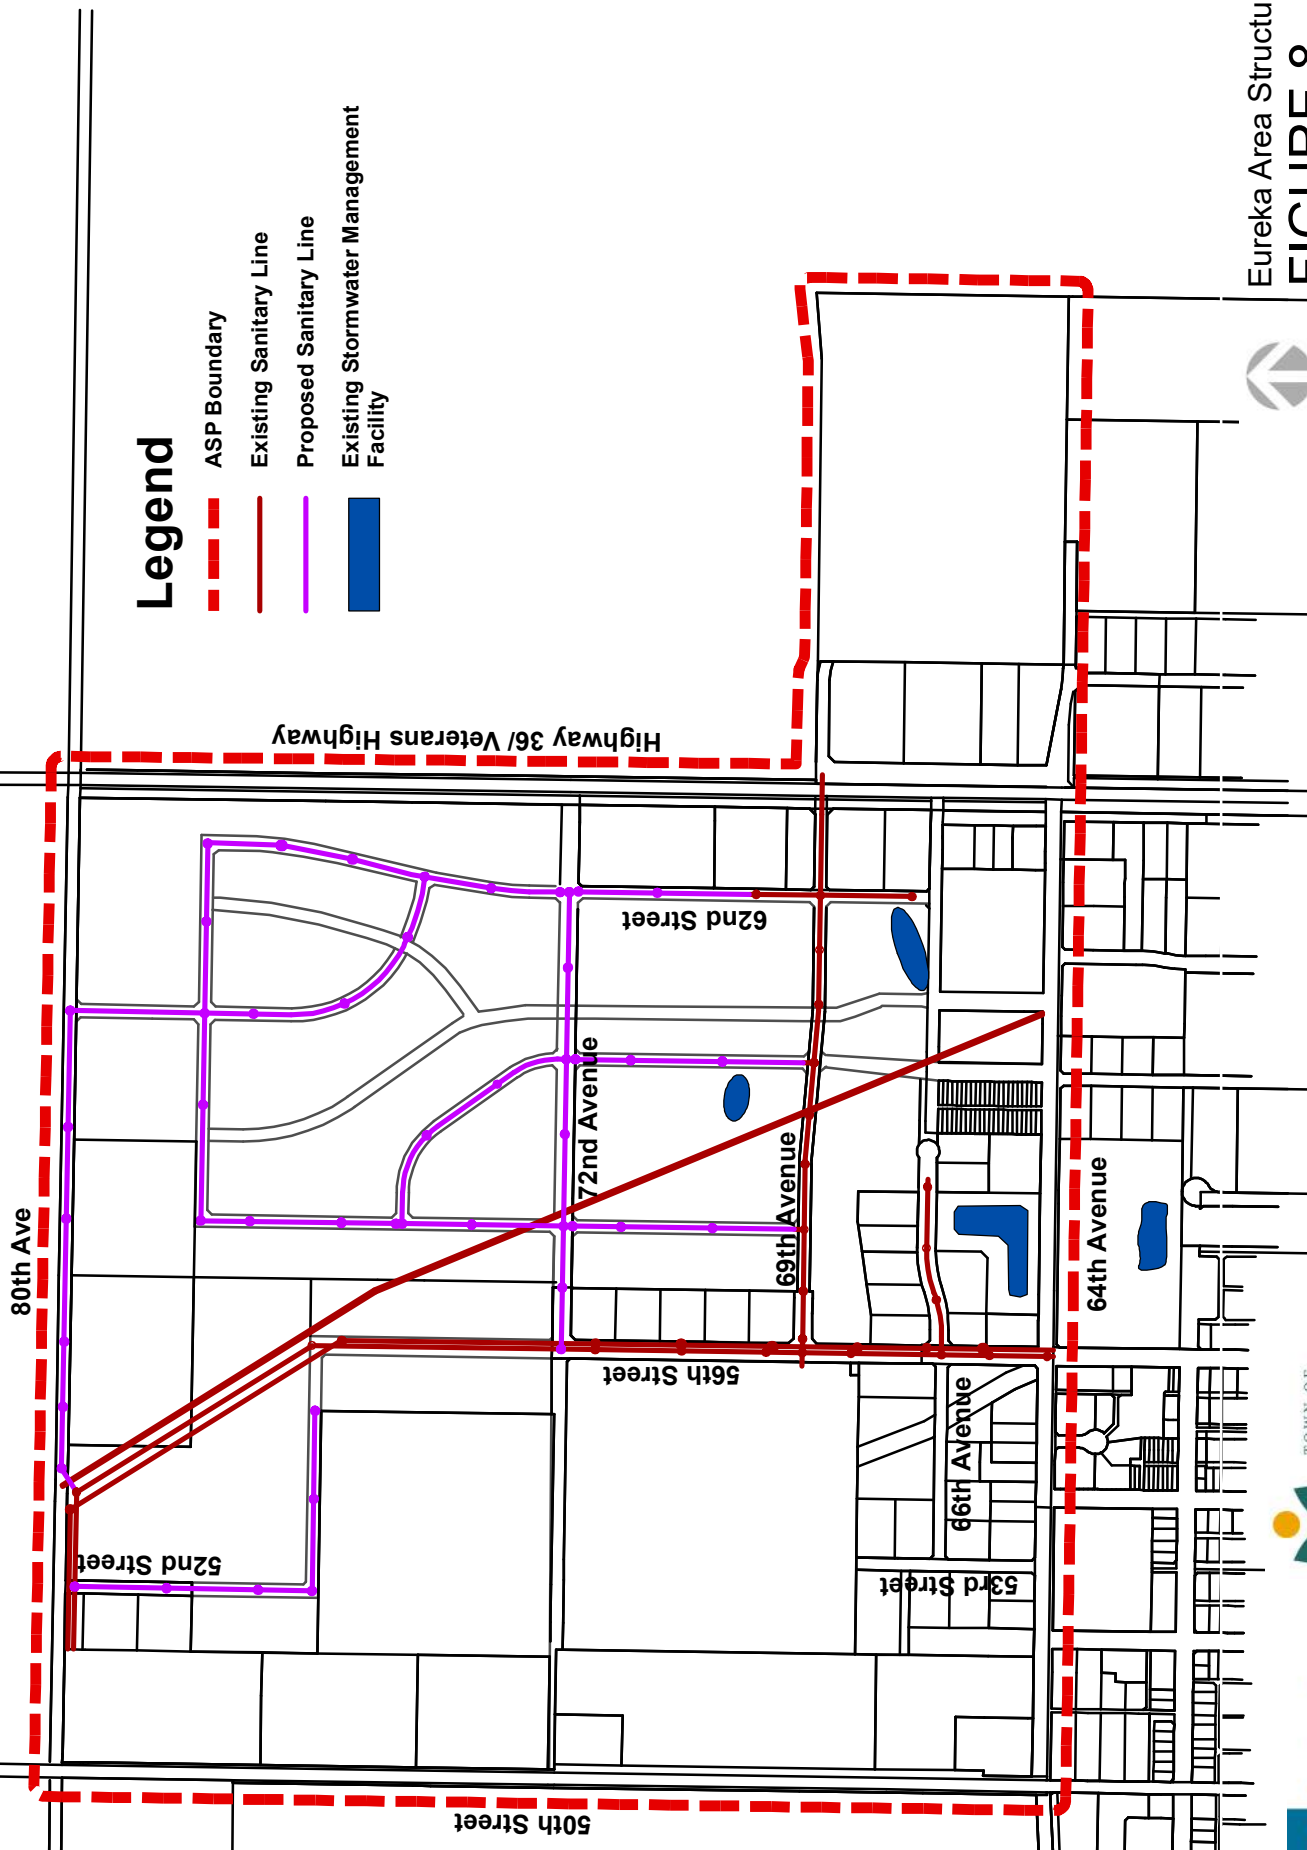 Legend
ASP Boundary
Existing Sanitary Line
Proposed Sanitary Line
Existing Stormwater Management
Facility
80th Ave
Highway 36/ Veterans Highway
62nd Street
72nd Avenue
69th Avenue
64th Avenue
56th Street
66th Avenue
52nd Street
53rd Street
50th Street
Eureka Area Structu
FIGURE 8